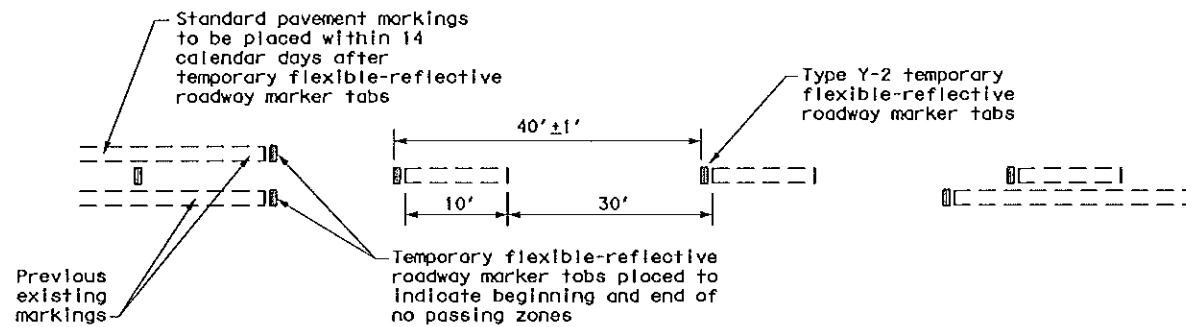 Standard pavement markings
to be placed within 14
calendar days after
temporary flexible-reflective
roadway marker tabs
Type Y-2 temporary
flexible-reflective
roadway marker tabs
40'±1'
10'
30'
Previous
existing
markings
Temporary flexible-reflective
roadway marker tabs placed to
indicate beginning and end of
no passing zones